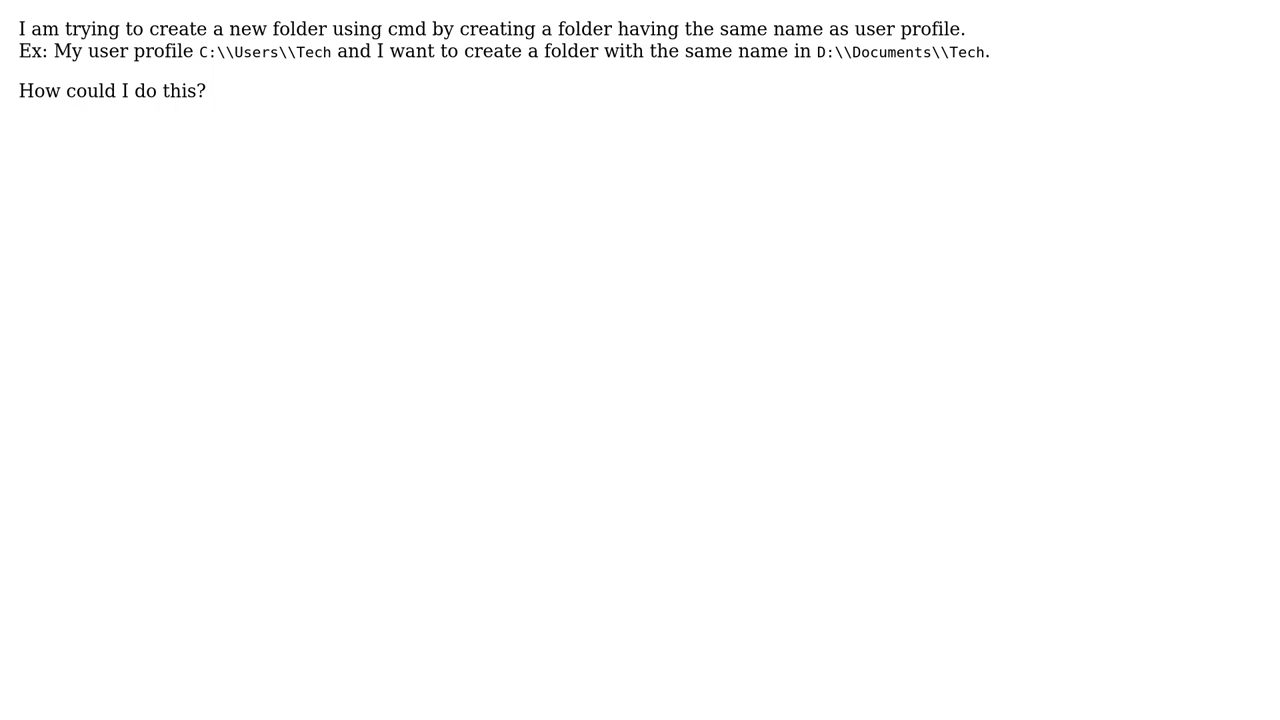 I am trying to create a new folder using cmd by creating a folder having the same name as user profile.
Ex: My user profile C:\\Users\\Tech and I want to create a folder with the same name in D:\\Documents\\Tech.
How could I do this?